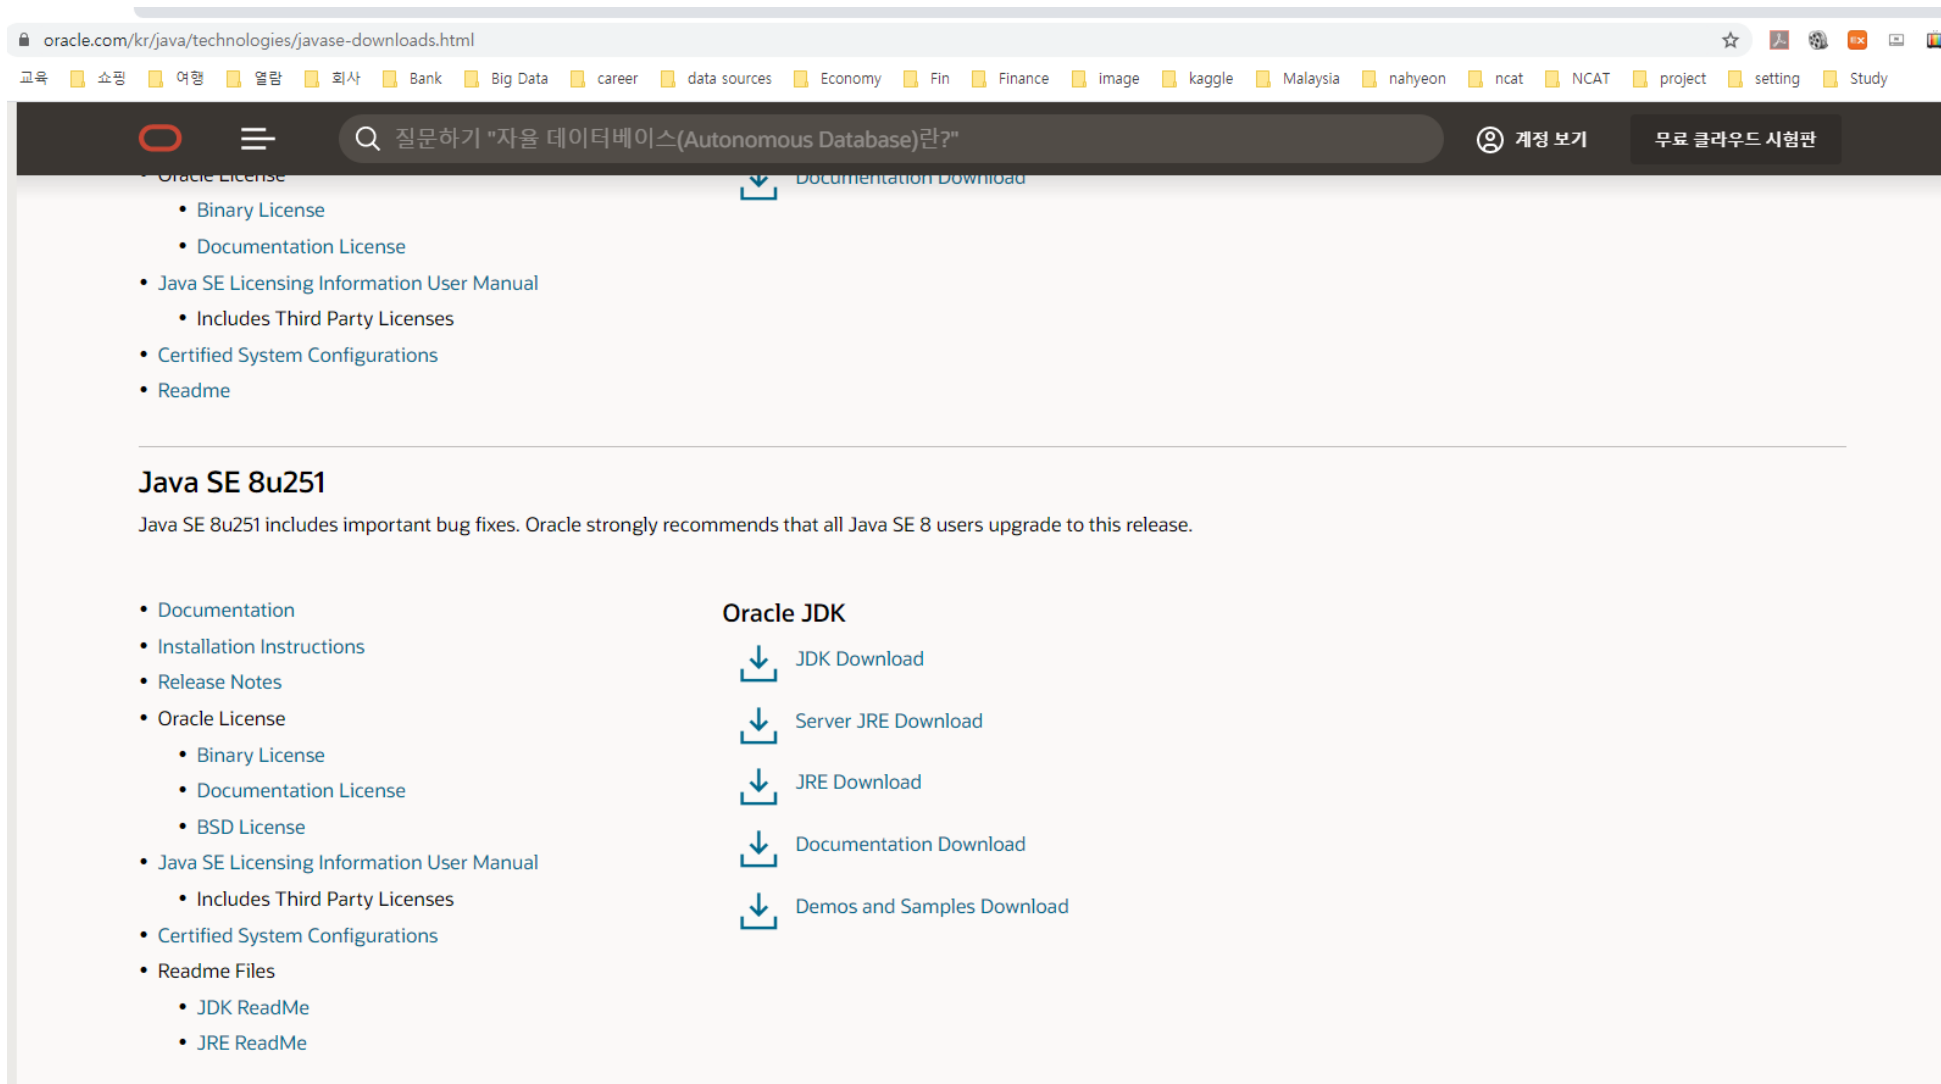 oracle.com/kr/java/technologies/javase-downloads.html
교육 쇼핑 여행 열람 회사 Bank Big Data career data sources Economy Fin Finance image kaggle Malaysia nahyeon ncat NCAT project setting Study
질문하기 "자율 데이터베이스(Autonomous Database)란?" 계정 보기 무료 클라우드 시험판
Oracle License
Documentation Download
• Binary License
• Documentation License
• Java SE Licensing Information User Manual
• Includes Third Party Licenses
• Certified System Configurations
• Readme
Java SE 8u251
Java SE 8u251 includes important bug fixes. Oracle strongly recommends that all Java SE 8 users upgrade to this release.
• Documentation
• Installation Instructions
• Release Notes
• Oracle License
• Binary License
• Documentation License
• BSD License
• Java SE Licensing Information User Manual
• Includes Third Party Licenses
• Certified System Configurations
• Readme Files
• JDK ReadMe
• JRE ReadMe
Oracle JDK
JDK Download
Server JRE Download
JRE Download
Documentation Download
Demos and Samples Download